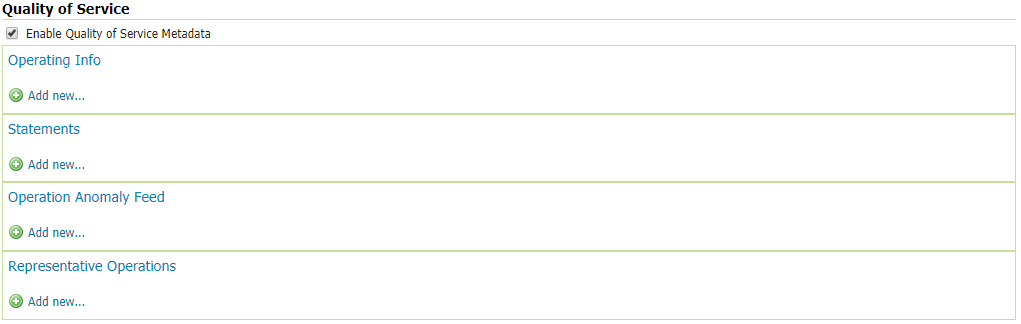 Quality of Service
Enable Quality of Service Metadata
Operating Info
Add new...
Statements
Add new...
Operation Anomaly Feed
Add new...
Representative Operations
Add new...